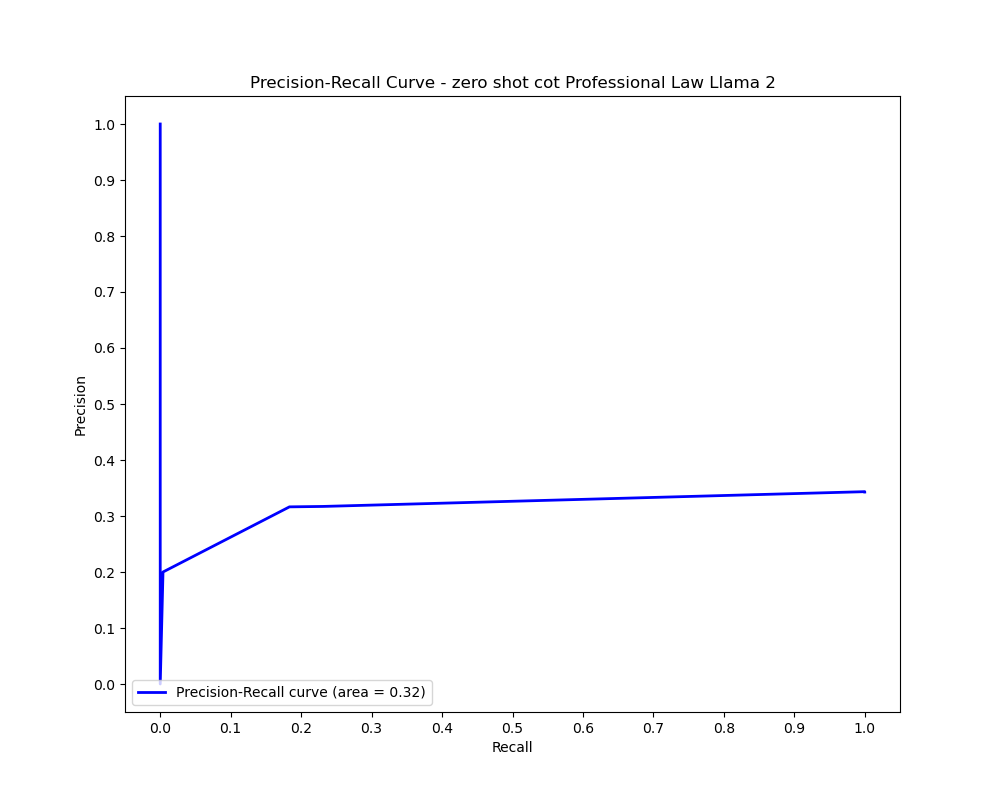 Precision-Recall Curve - zero shot cot Professional Law Llama 2
1.0
0.9
0.8
0.7
0.6
0.5
0.4
0.3
0.2
0.1
0.0
Precision
Precision-Recall curve (area = 0.32)
0.0 0.1 0.2 0.3 0.4 0.5 0.6 0.7 0.8 0.9 1.0
Recall